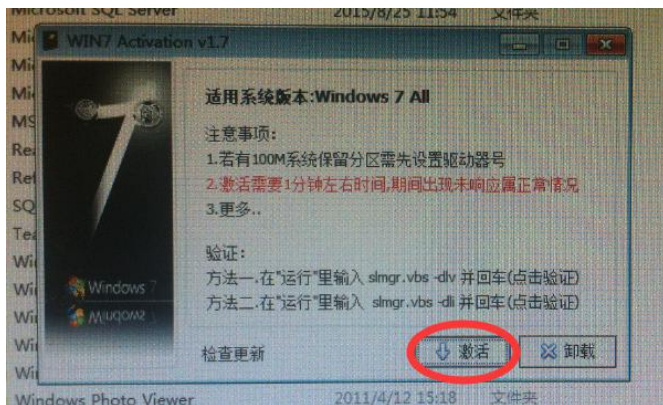 Microsoft SQL Server 2015/8/25 11:54 文件夹
WIN7 Activation v1.7
适用系统版本:Windows 7 All
注意事项:
1.若有100M系统保留分区需先设置驱动器号
2.激活需要1分钟左右时间,期间出现未响应属正常情况
3.更多..
验证:
方法一.在"运行"里输入 slmgr.vbs -dlv 并回车(点击验证)
方法二.在"运行"里输入 slmgr.vbs -dli 并回车(点击验证)
Windows 7
检查更新
激活
卸载
Windows Photo Viewer 2011/4/12 15:18 文件夹